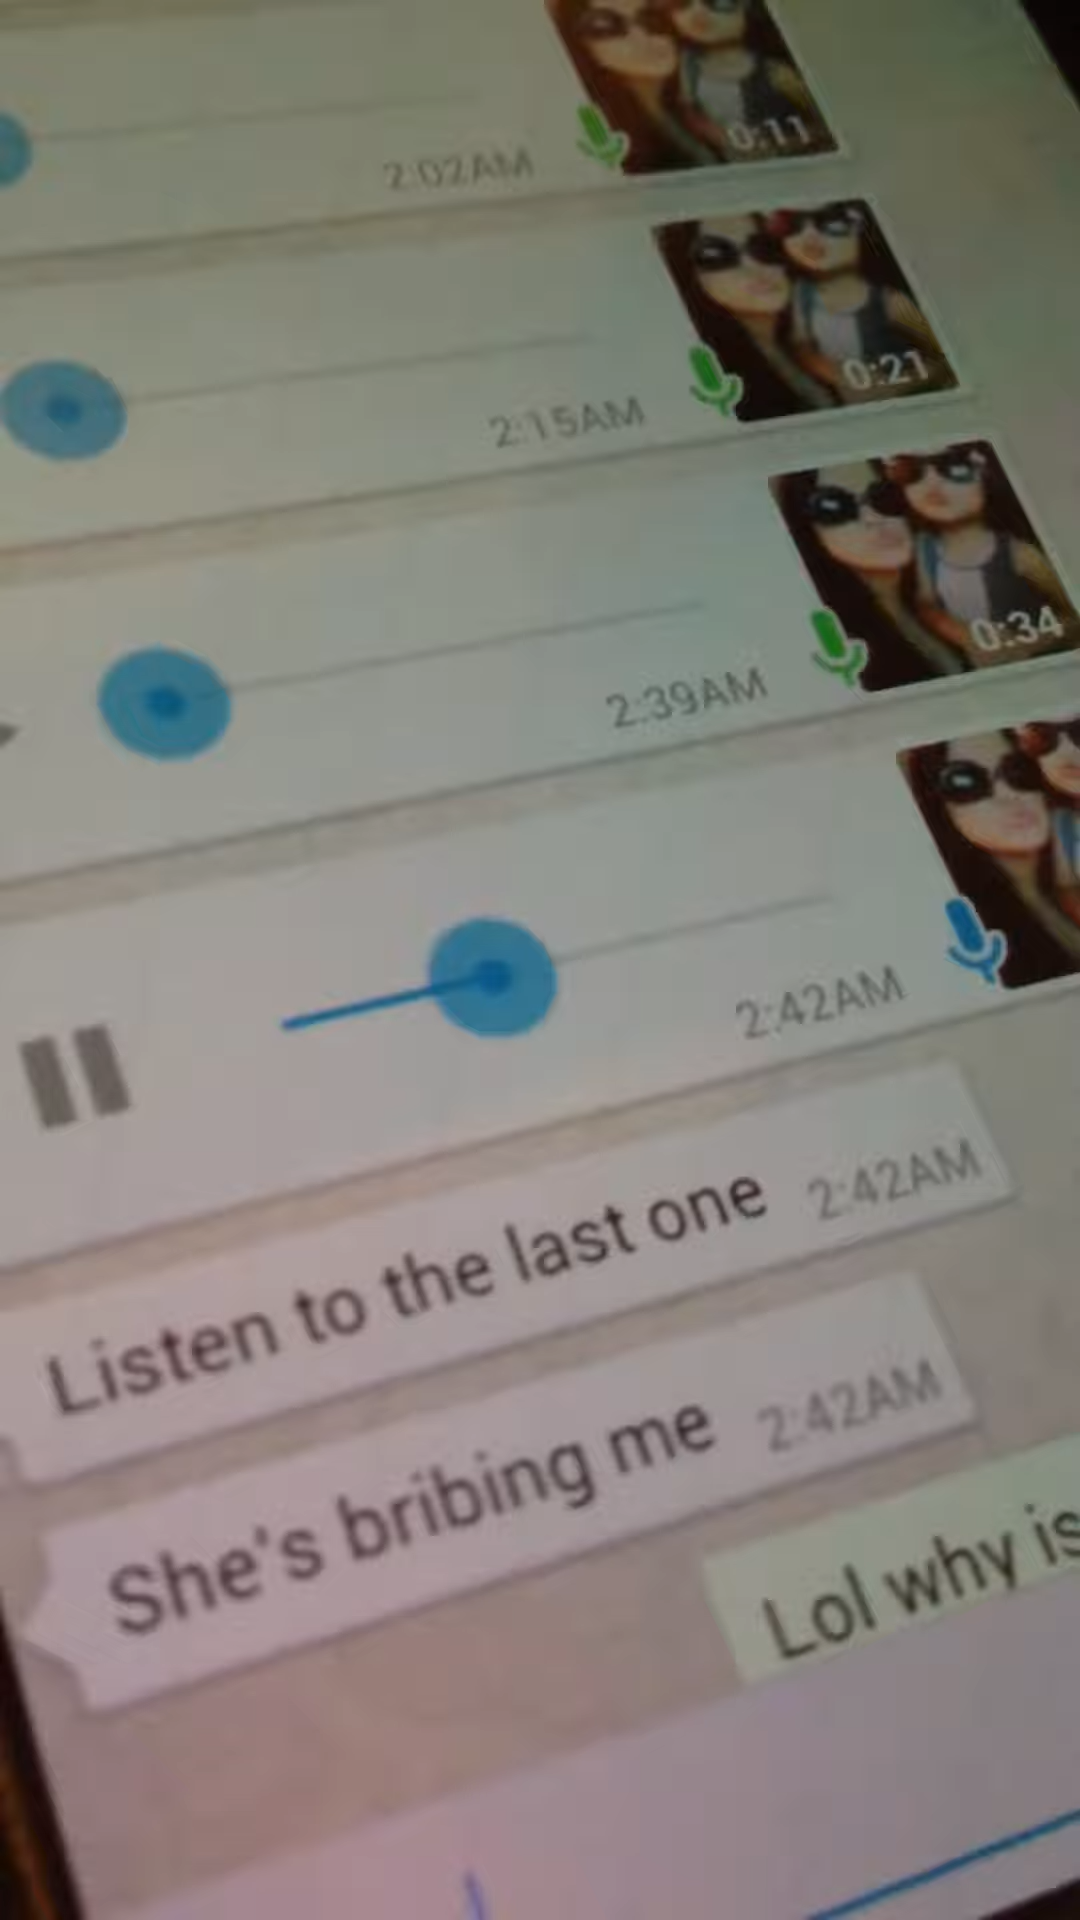 2:02AM
0:11
2:15AM
0:21
2:39AM
0:34
2:42AM
Listen to the last one 2:42AM
She's bribing me 2:42AM
Lol why is